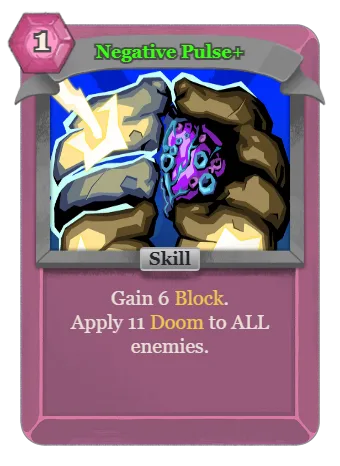 1
Negative Pulse+
Skill
Gain 6 Block.
Apply 11 Doom to ALL
enemies.